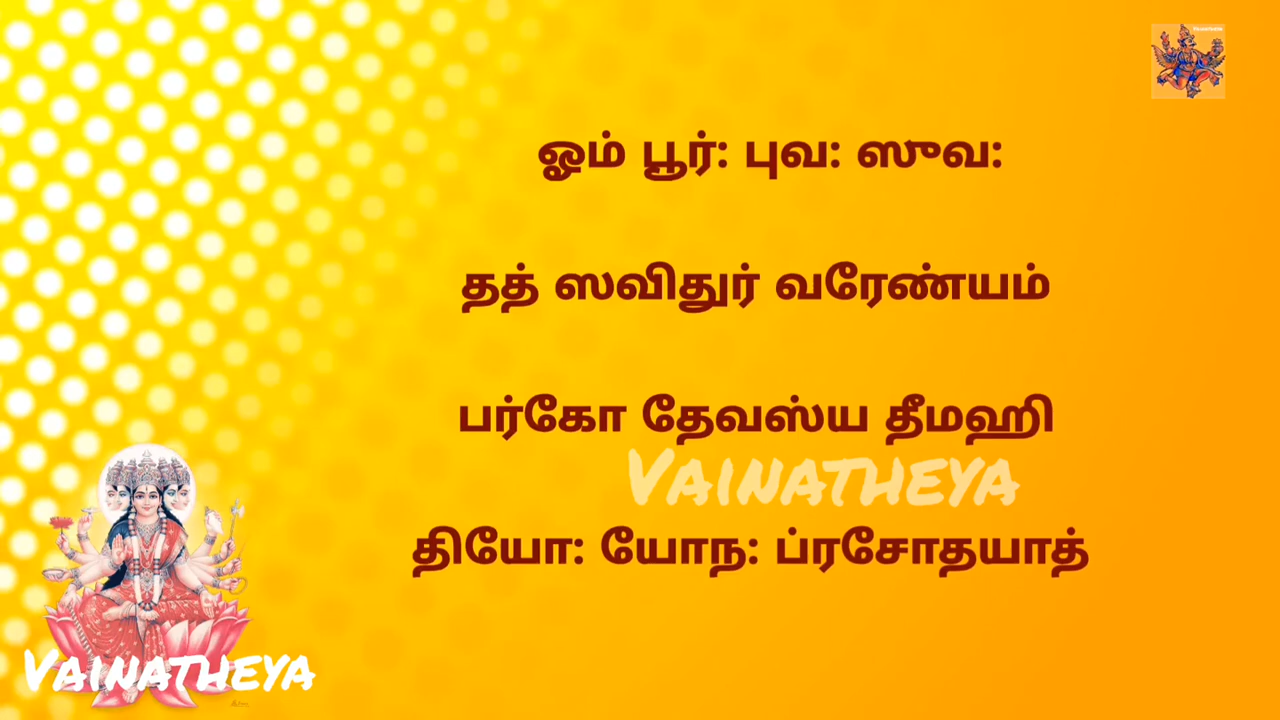 ஓம் பூர்: புவ: ஸுவ:
தத் ஸவிதுர் வரேண்யம்
பர்கோ தேவஸ்ய தீமஹி
VAINATHEYA
தியோ: யோந: ப்ரசோதயாத்
VAINATHEYA